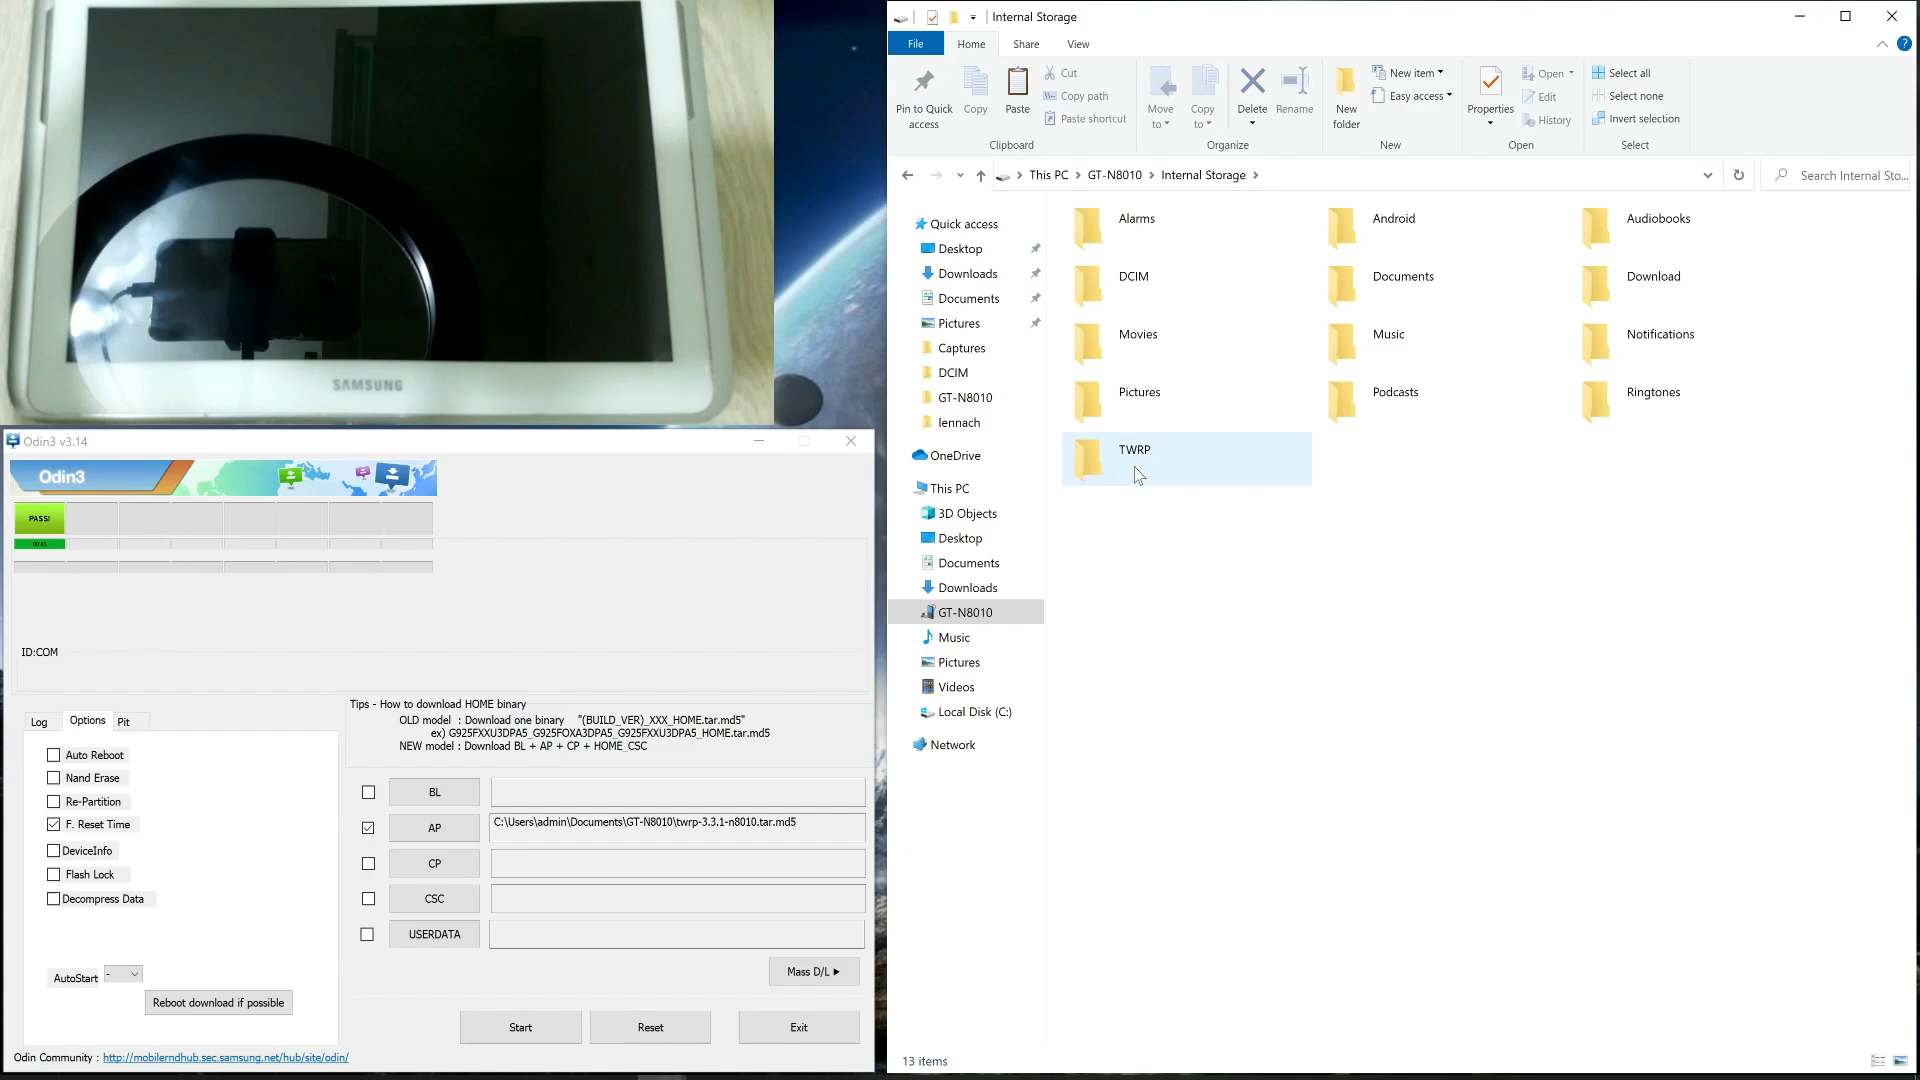 SAMSUNG
Odin3 v3.14
Odin3
PASS!
ID:COM
Log
Options
Pit
Auto Reboot
Nand Erase
Re-Partition
F. Reset Time
DeviceInfo
Flash Lock
Decompress Data
AutoStart
-
Reboot download if possible
Tips - How to download HOME binary
OLD model : Download one binary "(BUILD_VER)_XXX_HOME.tar.md5"
ex) G925FXXU3DPA5_G925FOXA3DPA5_G925FXXU3DPA5_HOME.tar.md5
NEW model : Download BL + AP + CP + HOME_CSC
BL
AP C:\Users\admin\Documents\GT-N8010\twrp-3.3.1-n8010.tar.md5
CP
CSC
USERDATA
Mass D/L
Start Reset Exit
Odin Community : http://mobilerndhub.sec.samsung.net/hub/site/odin/
Internal Storage
File Home Share View
Pin to Quick access
Copy
Paste
Cut
Copy path
Paste shortcut
Clipboard
Move to
Copy to
Delete
Rename
Organize
New folder
New item
Easy access
New
Properties
Open
Edit
History
Open
Select all
Select none
Invert selection
Select
This PC > GT-N8010 > Internal Storage >
Search Internal Sto...
Quick access
Desktop
Downloads
Documents
Pictures
Captures
DCIM
GT-N8010
lennach
OneDrive
This PC
3D Objects
Desktop
Documents
Downloads
GT-N8010
Music
Pictures
Videos
Local Disk (C:)
Network
Alarms Android Audiobooks
DCIM Documents Download
Movies Music Notifications
Pictures Podcasts Ringtones
TWRP
13 items